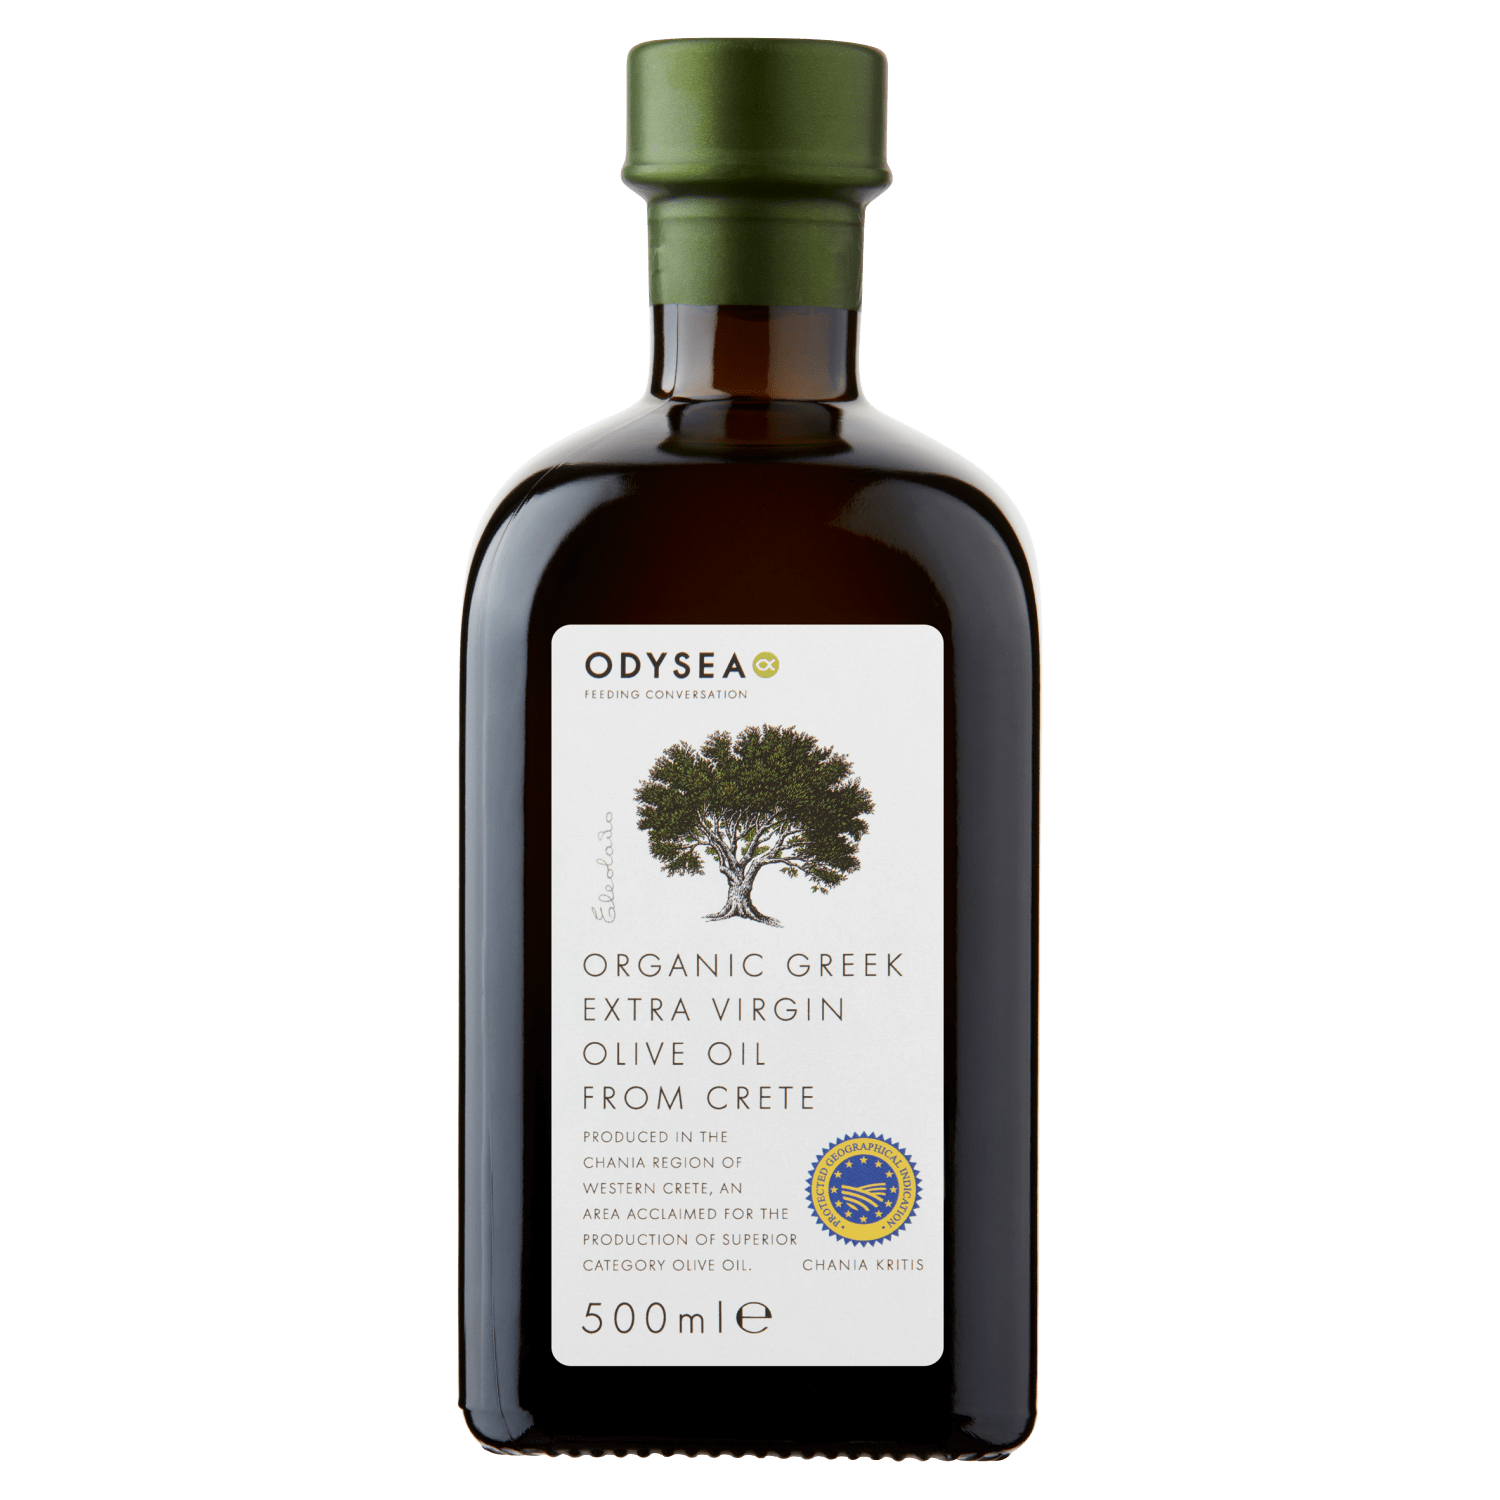 ODYSEA
FEEDING CONVERSATION
Eleolado
ORGANIC GREEK
EXTRA VIRGIN
OLIVE OIL
FROM CRETE
PRODUCED IN THE
CHANIA REGION OF
WESTERN CRETE, AN
AREA ACCLAIMED FOR THE
PRODUCTION OF SUPERIOR
CATEGORY OLIVE OIL.
PROTECTED GEOGRAPHICAL INDICATION
CHANIA KRITIS
500ml℮